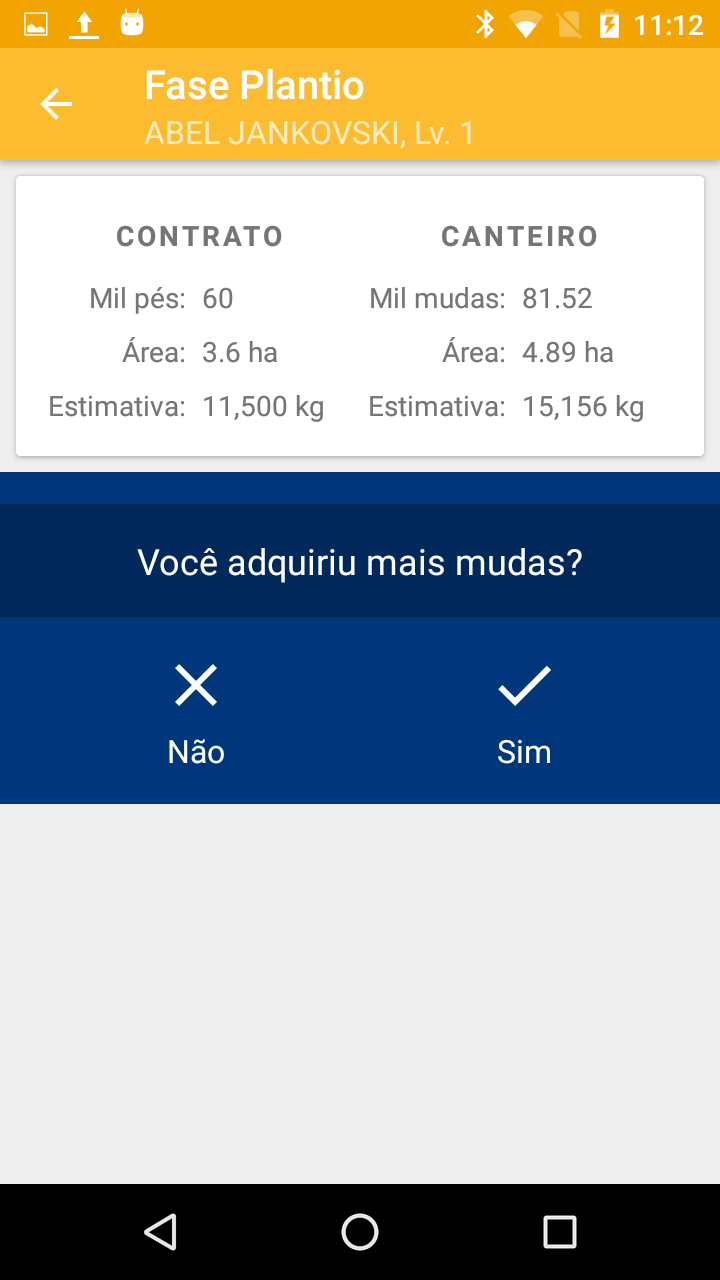 11:12
Fase Plantio
ABEL JANKOVSKI, Lv. 1
CONTRATO
Mil pés: 60
Área: 3.6 ha
Estimativa: 11,500 kg
CANTEIRO
Mil mudas: 81.52
Área: 4.89 ha
Estimativa: 15,156 kg
Você adquiriu mais mudas?
Não
Sim